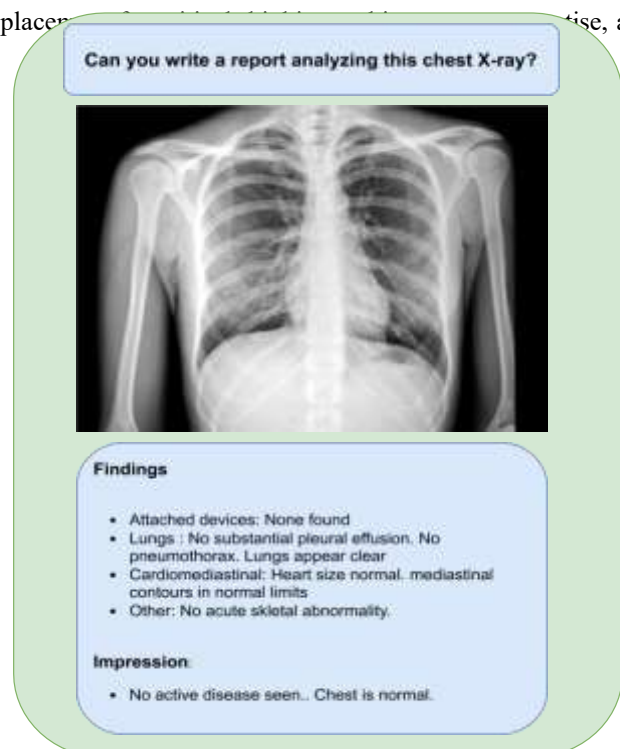 tise, a
Can you write a report analyzing this chest X-ray?
Findings
• Attached devices: None found
• Lungs : No substantial pleural effusion. No
pneumothorax. Lungs appear clear
• Cardiomediastinal: Heart size normal. mediastinal
contours in normal limits
• Other: No acute skletal abnormality.
Impression:
• No active disease seen.. Chest is normal.